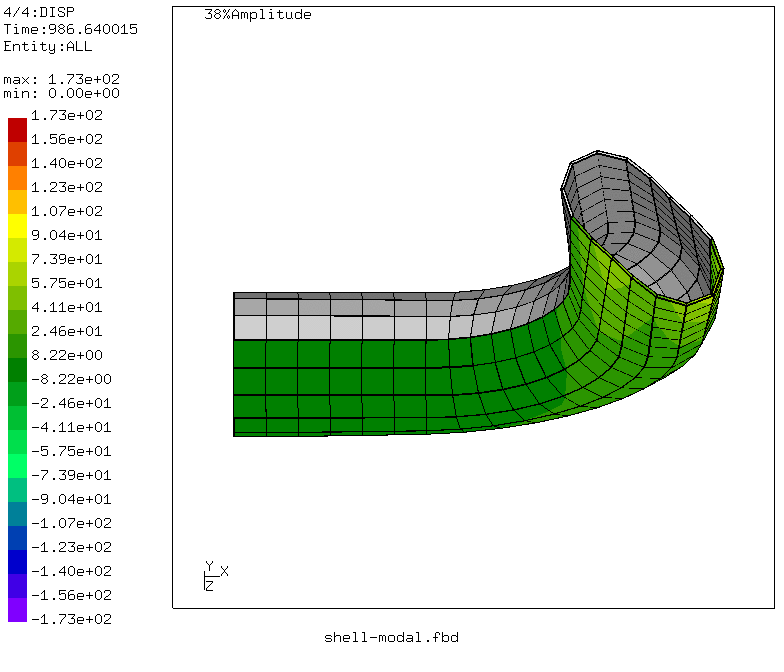 4/4:DISP
Time:986.640015
Entity:ALL
max: 1.73e+02
min: 0.00e+00
1.73e+02
1.56e+02
1.40e+02
1.23e+02
1.07e+02
9.04e+01
7.39e+01
5.75e+01
4.11e+01
2.46e+01
8.22e+00
-8.22e+00
-2.46e+01
-4.11e+01
-5.75e+01
-7.39e+01
-9.04e+01
-1.07e+02
-1.23e+02
-1.40e+02
-1.56e+02
-1.73e+02
38%Amplitude
Y
X
Z
shell-modal.fbd